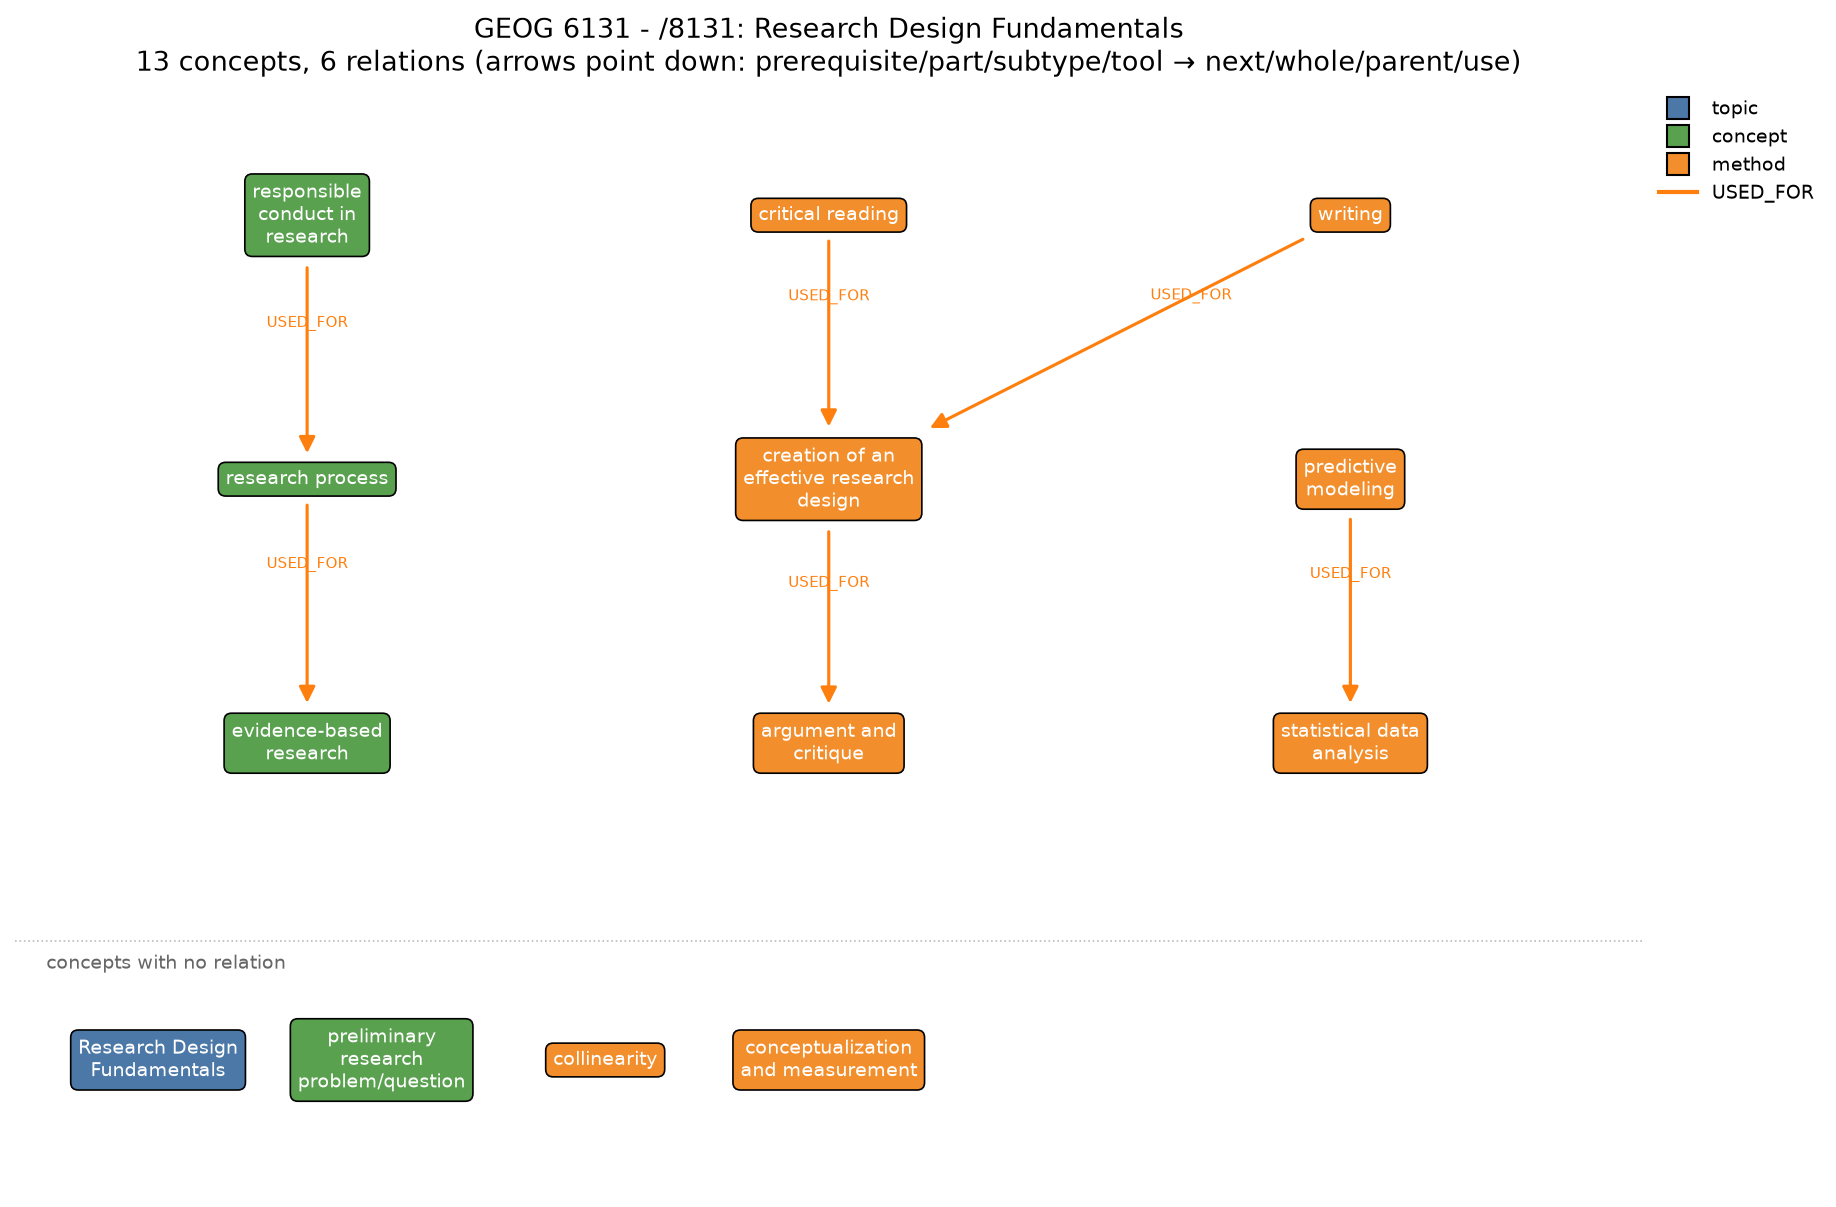 GEOG 6131 - /8131: Research Design Fundamentals
13 concepts, 6 relations (arrows point down: prerequisite/part/subtype/tool → next/whole/parent/use)
topic
concept
method
USED_FOR
responsible
conduct in
research
critical reading
writing
USED_FOR
USED_FOR
USED_FOR
research process
creation of an
effective research
design
predictive
modeling
USED_FOR
USED_FOR
USED_FOR
evidence-based
research
argument and
critique
statistical data
analysis
concepts with no relation
Research Design
Fundamentals
preliminary
research
problem/question
collinearity
conceptualization
and measurement